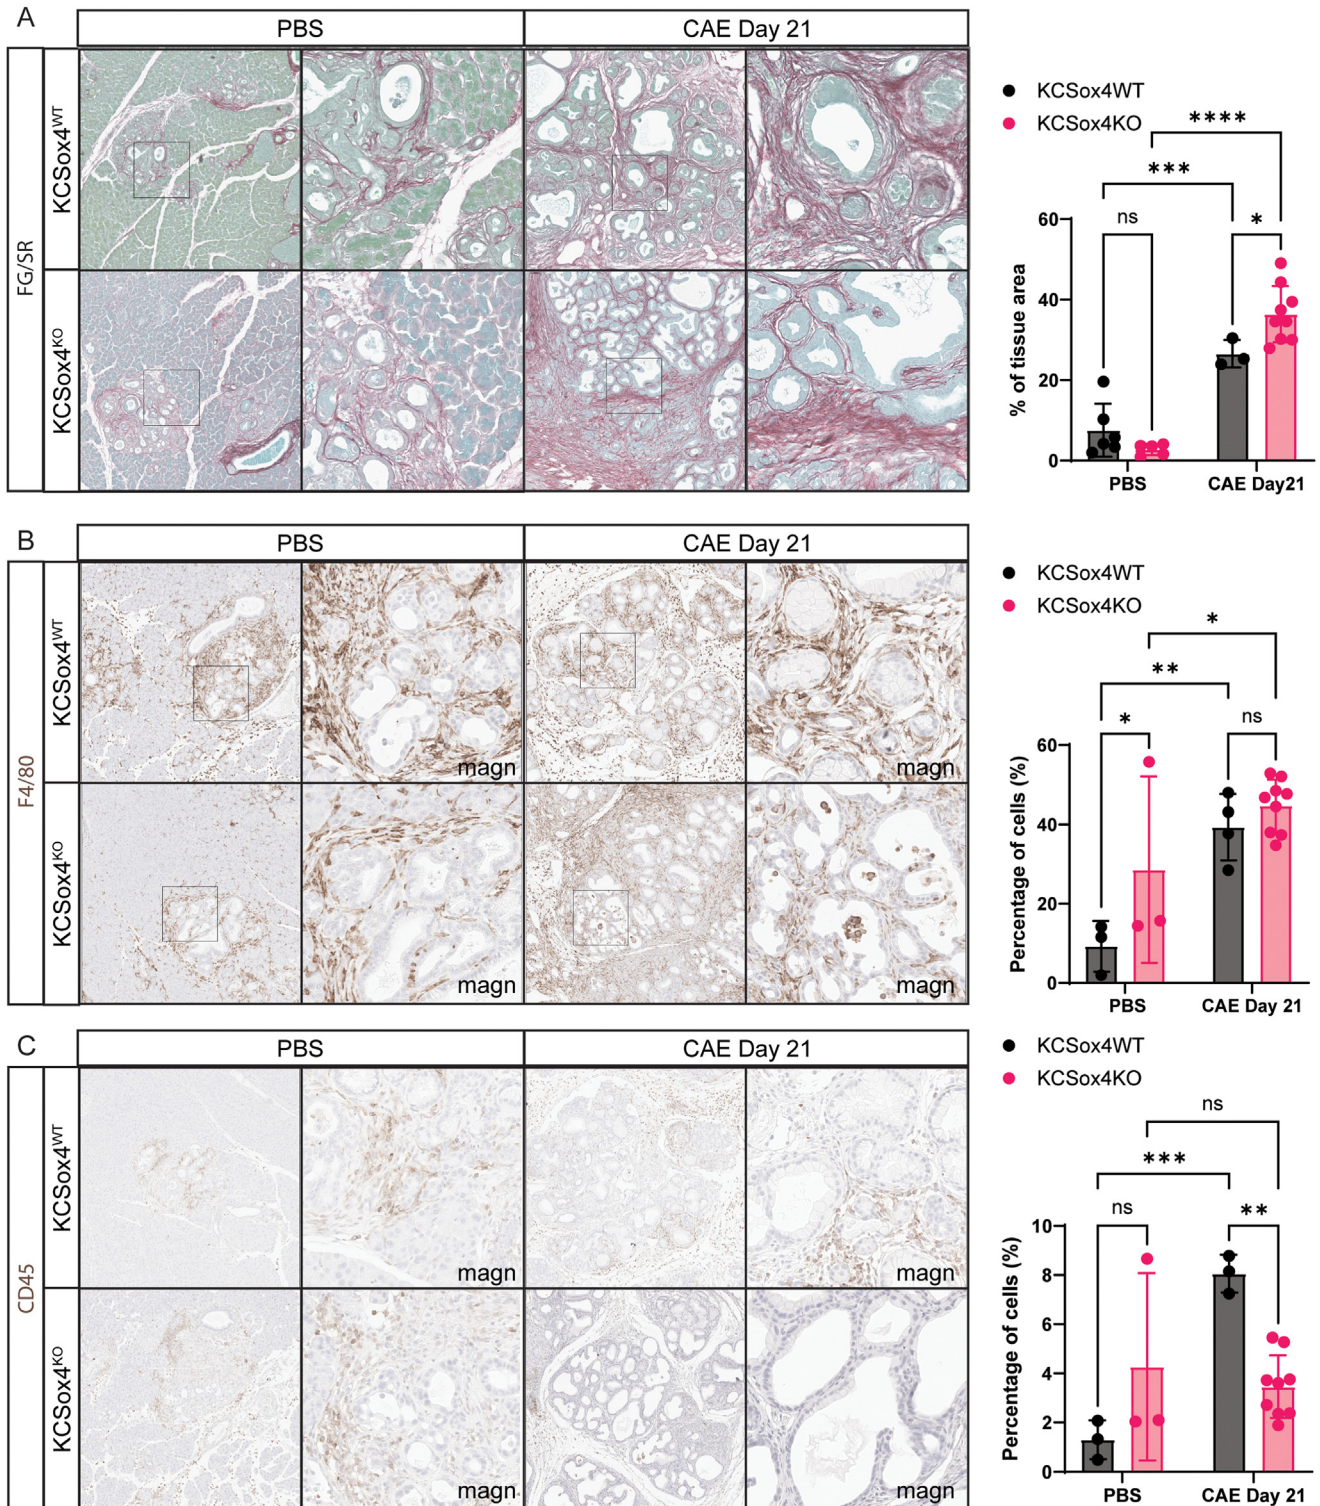 A
PBS
CAE Day 21
FG/SR
KCSox4WT
KCSox4KO
KCSox4WT
KCSox4KO
****
***
ns
*
% of tissue area
60
40
20
0
PBS
CAE Day21
B
PBS
CAE Day 21
F4/80
KCSox4WT
magn
magn
KCSox4KO
magn
magn
KCSox4WT
KCSox4KO
*
**
*
ns
Percentage of cells (%)
60
40
20
0
PBS
CAE Day 21
C
PBS
CAE Day 21
CD45
KCSox4WT
magn
magn
KCSox4KO
magn
magn
KCSox4WT
KCSox4KO
ns
***
ns
**
Percentage of cells (%)
10
8
6
4
2
0
PBS
CAE Day 21